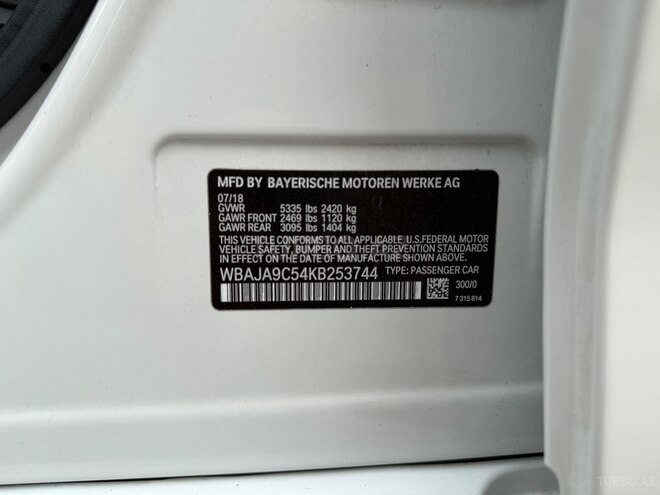 MFD BY BAYERISCHE MOTOREN WERKE AG
07/18
GVWR 5335 lbs 2420 kg
GAWR FRONT 2469 lbs 1120 kg
GAWR REAR 3095 lbs 1404 kg
THIS VEHICLE CONFORMS TO ALL APPLICABLE U.S.FEDERAL MOTOR
VEHICLE SAFETY, BUMPER, AND THEFT PREVENTION STANDARDS
IN EFFECT ON THE DATE OF MANUFACTURE SHOWN ABOVE.
WBAJA9C54KB253744 TYPE: PASSENGER CAR
300/0
7 315 814
TURBO.AZ